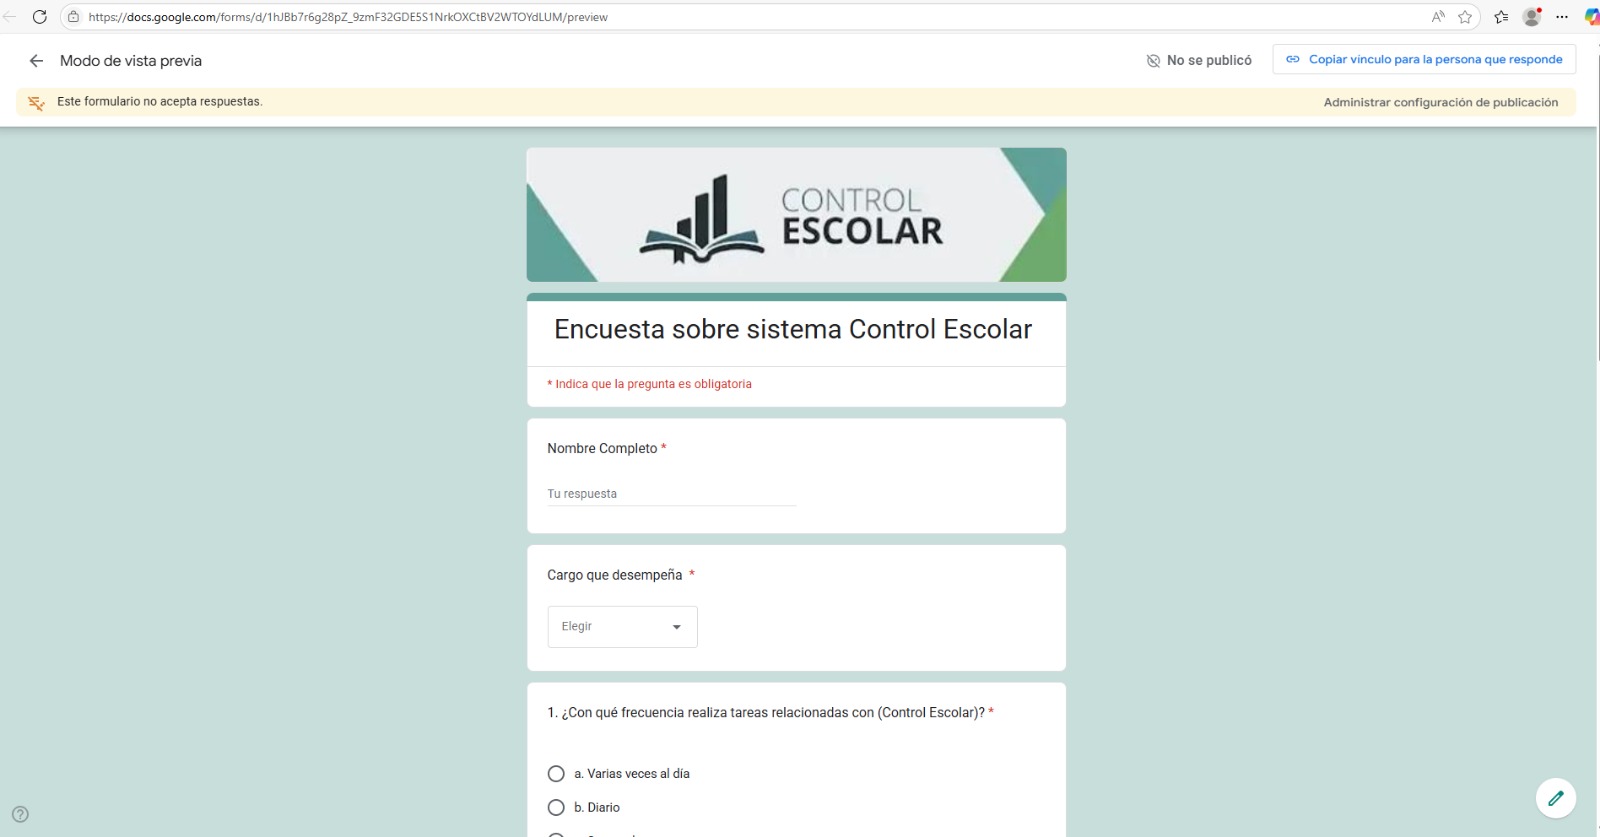 https://docs.google.com/forms/d/1hJBb7r6g28pZ_9zmF32GDE5S1NrkOXCtBV2WTOYdLUM/preview
Modo de vista previa
No se publicó
Copiar vínculo para la persona que responde
Este formulario no acepta respuestas.
Administrar configuración de publicación
CONTROL
ESCOLAR
Encuesta sobre sistema Control Escolar
* Indica que la pregunta es obligatoria
Nombre Completo *
Tu respuesta
Cargo que desempeña *
Elegir
1. ¿Con qué frecuencia realiza tareas relacionadas con (Control Escolar)? *
a. Varias veces al día
b. Diario